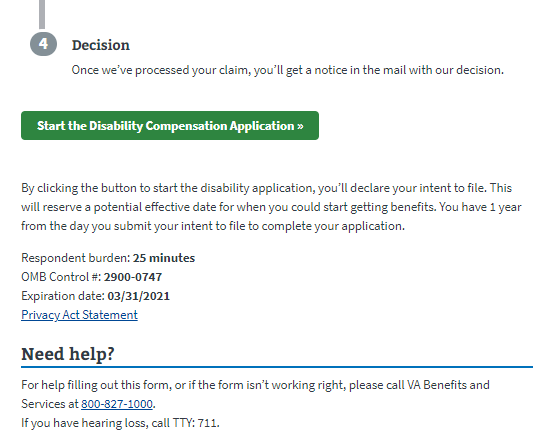 4 Decision
Once we've processed your claim, you'll get a notice in the mail with our decision.
Start the Disability Compensation Application »
By clicking the button to start the disability application, you'll declare your intent to file. This
will reserve a potential effective date for when you could start getting benefits. You have 1 year
from the day you submit your intent to file to complete your application.
Respondent burden: 25 minutes
OMB Control #: 2900-0747
Expiration date: 03/31/2021
Privacy Act Statement
Need help?
For help filling out this form, or if the form isn't working right, please call VA Benefits and
Services at 800-827-1000.
If you have hearing loss, call TTY: 711.